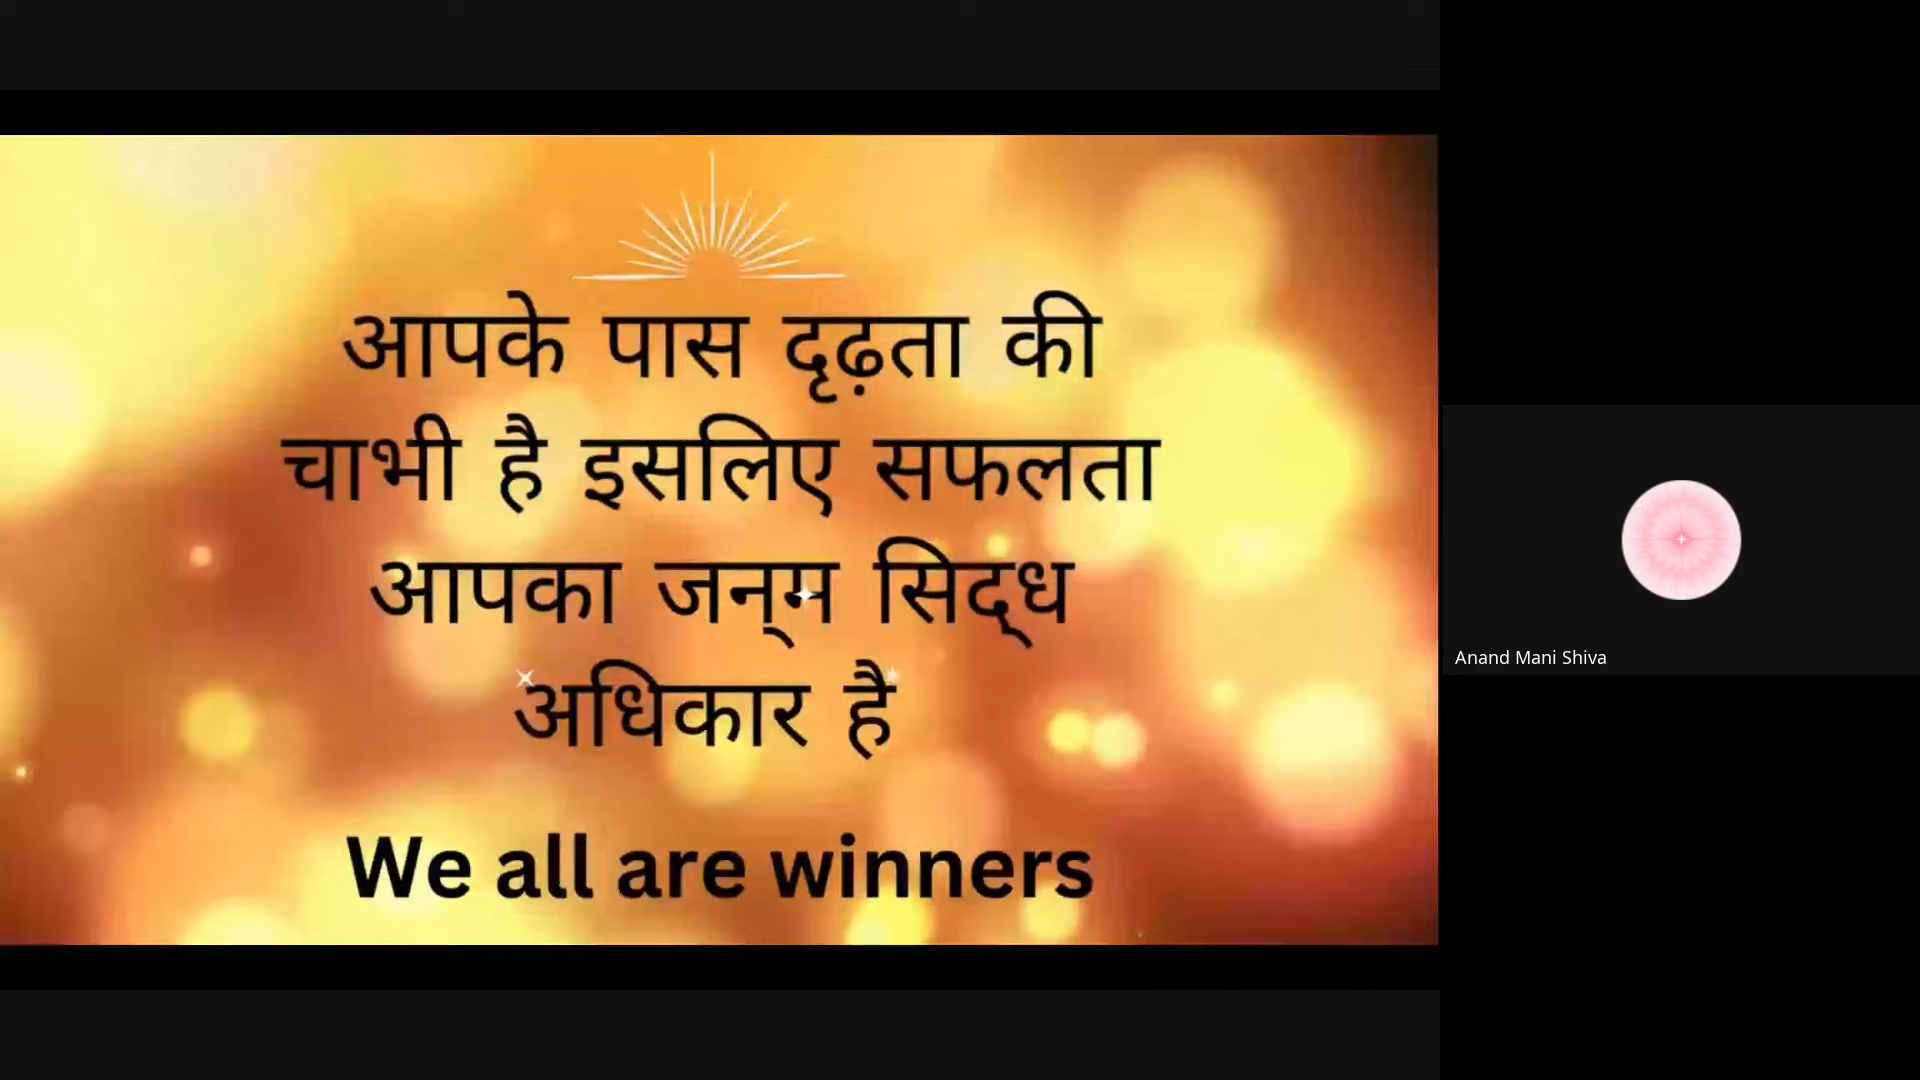 आपके पास दृढ़ता की
चाभी है इसलिए सफलता
आपका जन्‌म सिद्‌ध
अधिकार है
We all are winners
Anand Mani Shiva